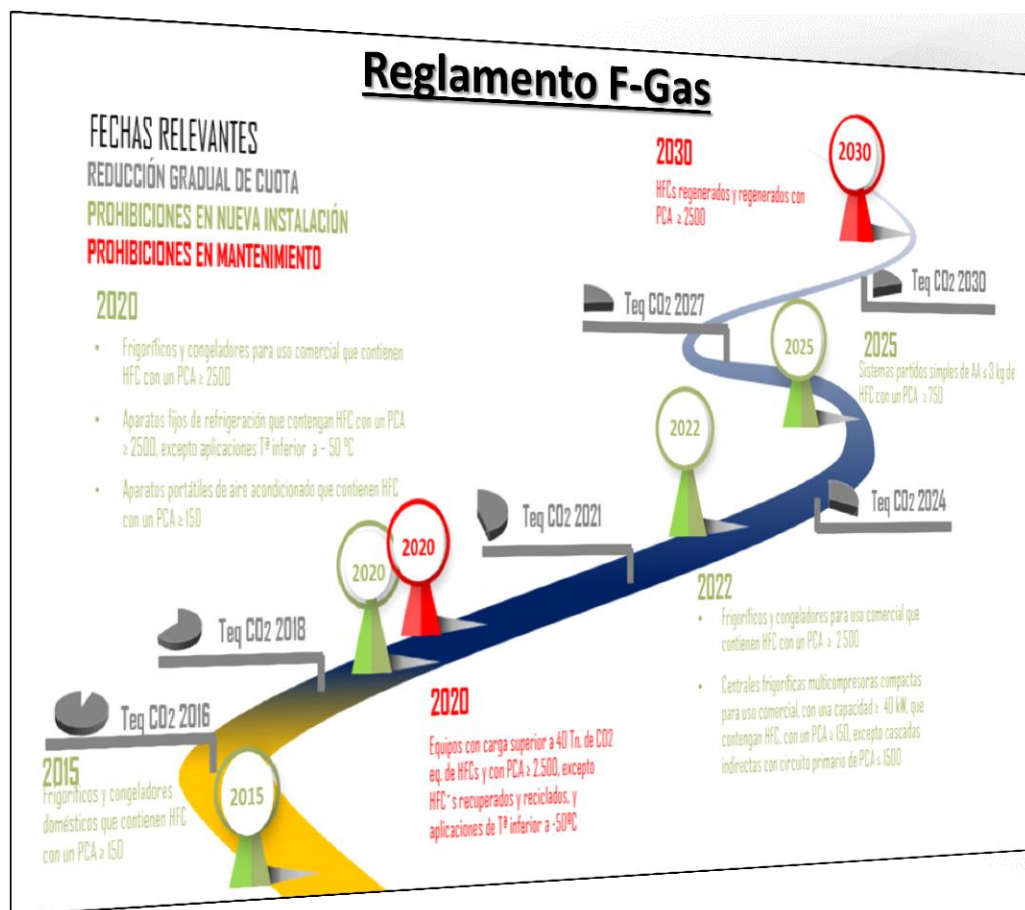 Reglamento F-Gas
FECHAS RELEVANTES
REDUCCIÓN GRADUAL DE CUOTA
PROHIBICIONES EN NUEVA INSTALACIÓN
PROHIBICIONES EN MANTENIMIENTO
2030
HFCs regenerados y regenerados con
PCA ≥ 2500
2030
2020
• Frigoríficos y congeladores para uso comercial que contienen
HFC con un PCA ≥ 2500
• Aparatos fijos de refrigeración que contengan HFC con un PCA
≥ 2500, excepto aplicaciones Tª inferior a - 50 ºC
• Aparatos portátiles de aire acondicionado que contienen HFC
con un PCA ≥ 150
Teq CO2 2030
Teq CO2 2027
2025
2025
Sistemas partidos simples de AA ≤ 3 kg de
HFC con un PCA ≥ 750
2022
Teq CO2 2024
Teq CO2 2021
2020
2020
2022
• Frigoríficos y congeladores para uso comercial que
contienen HFC con un PCA ≥ 2 500
• Centrales frigoríficas multicompresoras compactas
para uso comercial, con una capacidad ≥ 40 kW, que
contengan HFC, con un PCA ≥ 150, excepto cascadas
indirectas con circuito primario de PCA ≤ 1500
Teq CO2 2018
2020
Equipos con carga superior a 40 Tn. de CO2
eq. de HFCs y con PCA ≥ 2.500, excepto
HFC´s recuperados y reciclados, y
aplicaciones de Tª inferior a -50ºC
Teq CO2 2016
2015
Frigoríficos y congeladores
domésticos que contienen HFC
con un PCA ≥ 150
2015